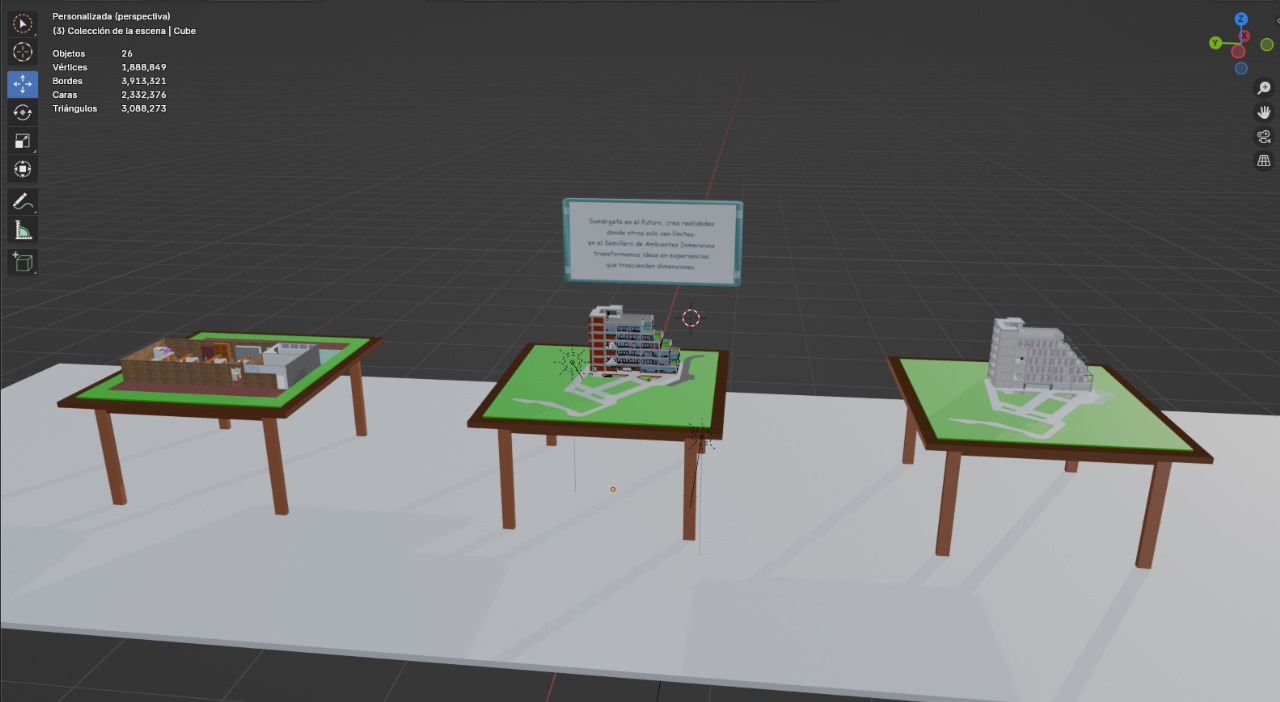 Personalizada (perspectiva)
(3) Colección de la escena | Cube
Objetos 26
Vértices 1,888,849
Bordes 3,913,321
Caras 2,332,376
Triángulos 3,088,273
Z
Y
X
Sumérgete en el futuro, crea realidades
donde otros solo ven límites:
en el Semillero de Ambientes Inmersivos
transformamos ideas en experiencias
que trascienden dimensiones.